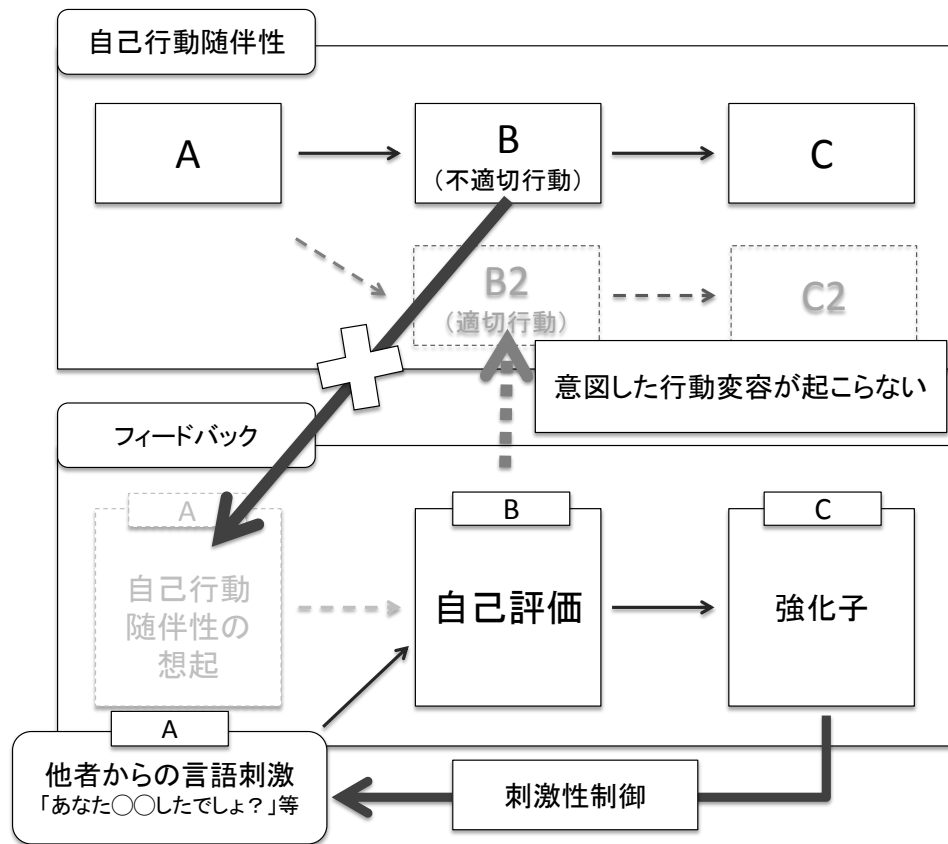 自己行動随伴性
A
B
(不適切行動)
C
B2
(適切行動)
C2
意図した行動変容が起こらない
フィードバック
A
自己行動
随伴性の
想起
B
自己評価
C
強化子
A
他者からの言語刺激
「あなた○○したでしょ?」等
刺激性制御